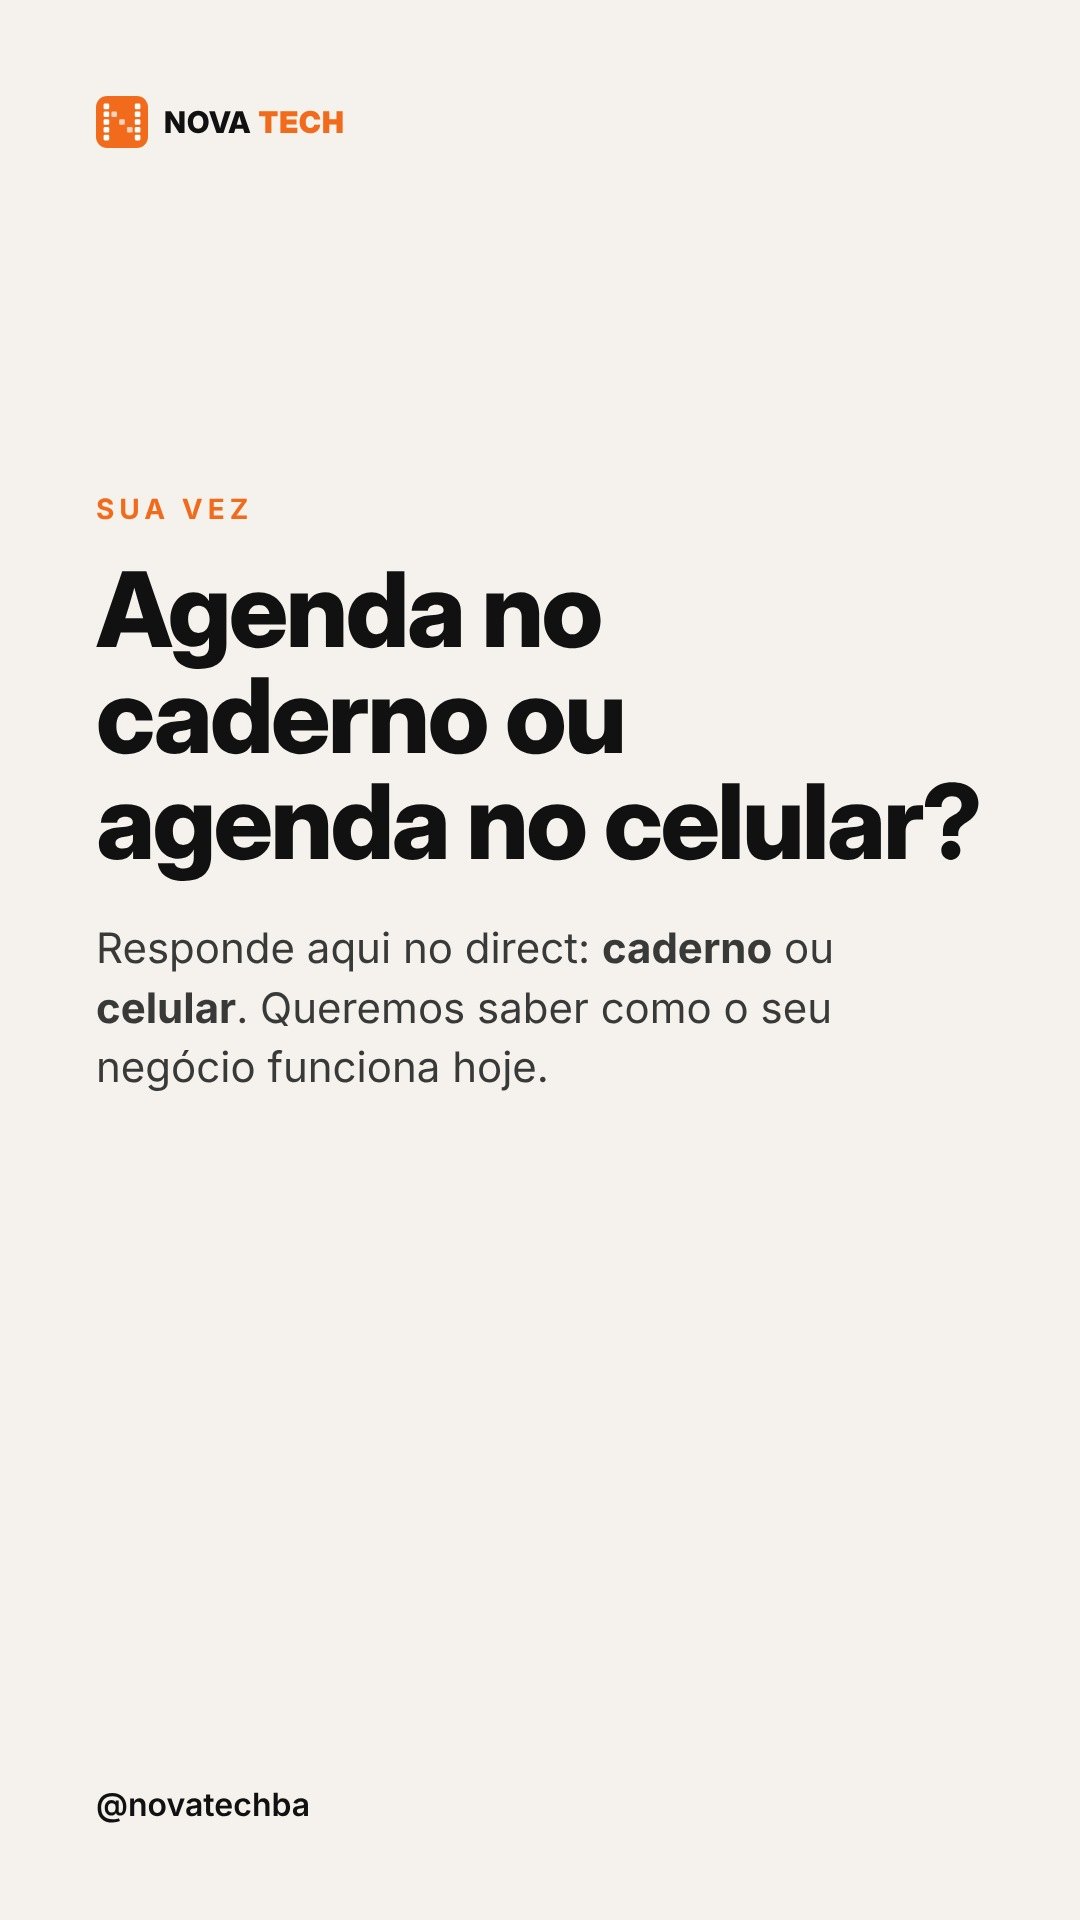 NOVA TECH
SUA VEZ
Agenda no
caderno ou
agenda no celular?
Responde aqui no direct: caderno ou
celular. Queremos saber como o seu
negócio funciona hoje.
@novatechba